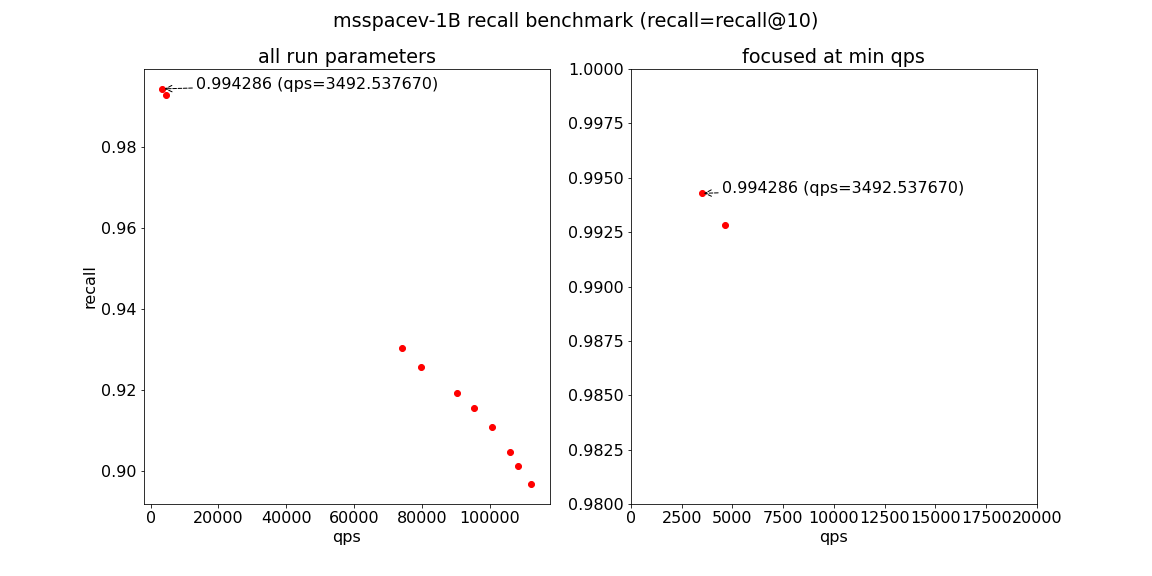 msspacev-1B recall benchmark (recall=recall@10)
all run parameters
0.994286 (qps=3492.537670)
0.98
0.96
0.94
0.92
0.90
recall
0 20000 40000 60000 80000 100000
qps
focused at min qps
1.0000
0.9975
0.9950
0.994286 (qps=3492.537670)
0.9925
0.9900
0.9875
0.9850
0.9825
0.9800
0 2500 5000 7500 10000 12500 15000 17500 20000
qps